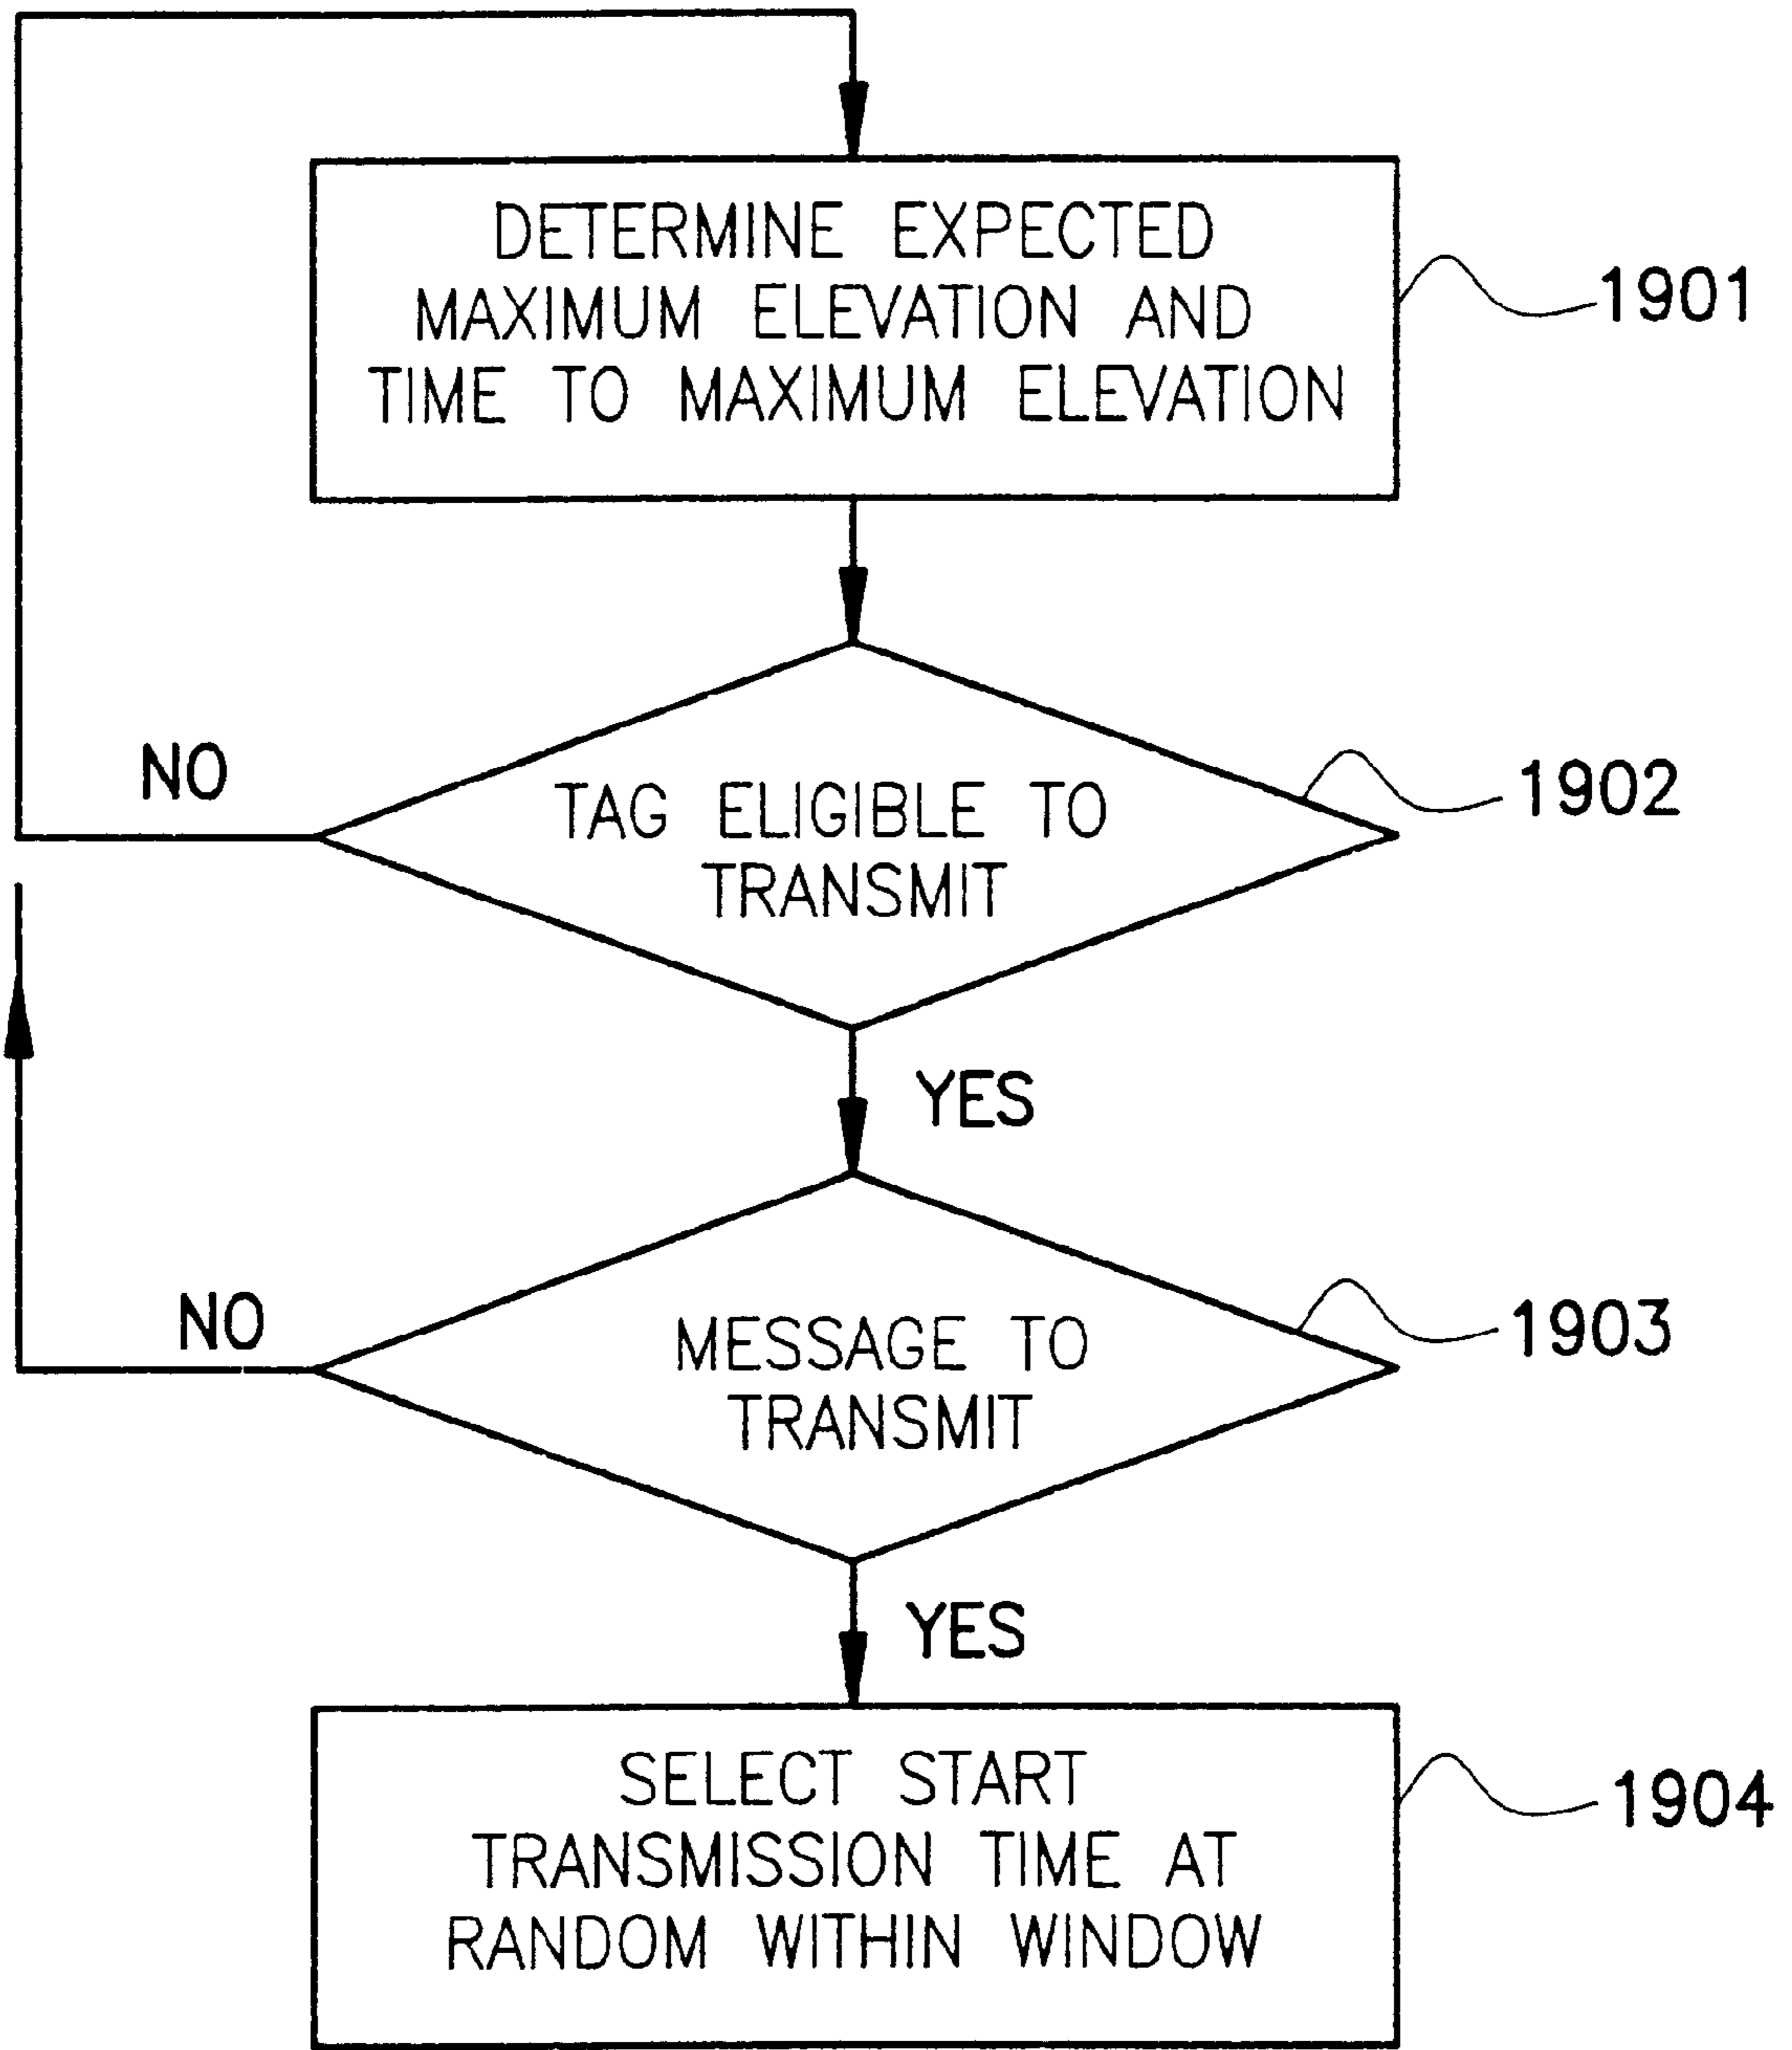 DETERMINE EXPECTED
MAXIMUM ELEVATION AND
TIME TO MAXIMUM ELEVATION
1901
NO
TAG ELIGIBLE TO
TRANSMIT
1902
YES
NO
MESSAGE TO
TRANSMIT
1903
YES
SELECT START
TRANSMISSION TIME AT
RANDOM WITHIN WINDOW
1904